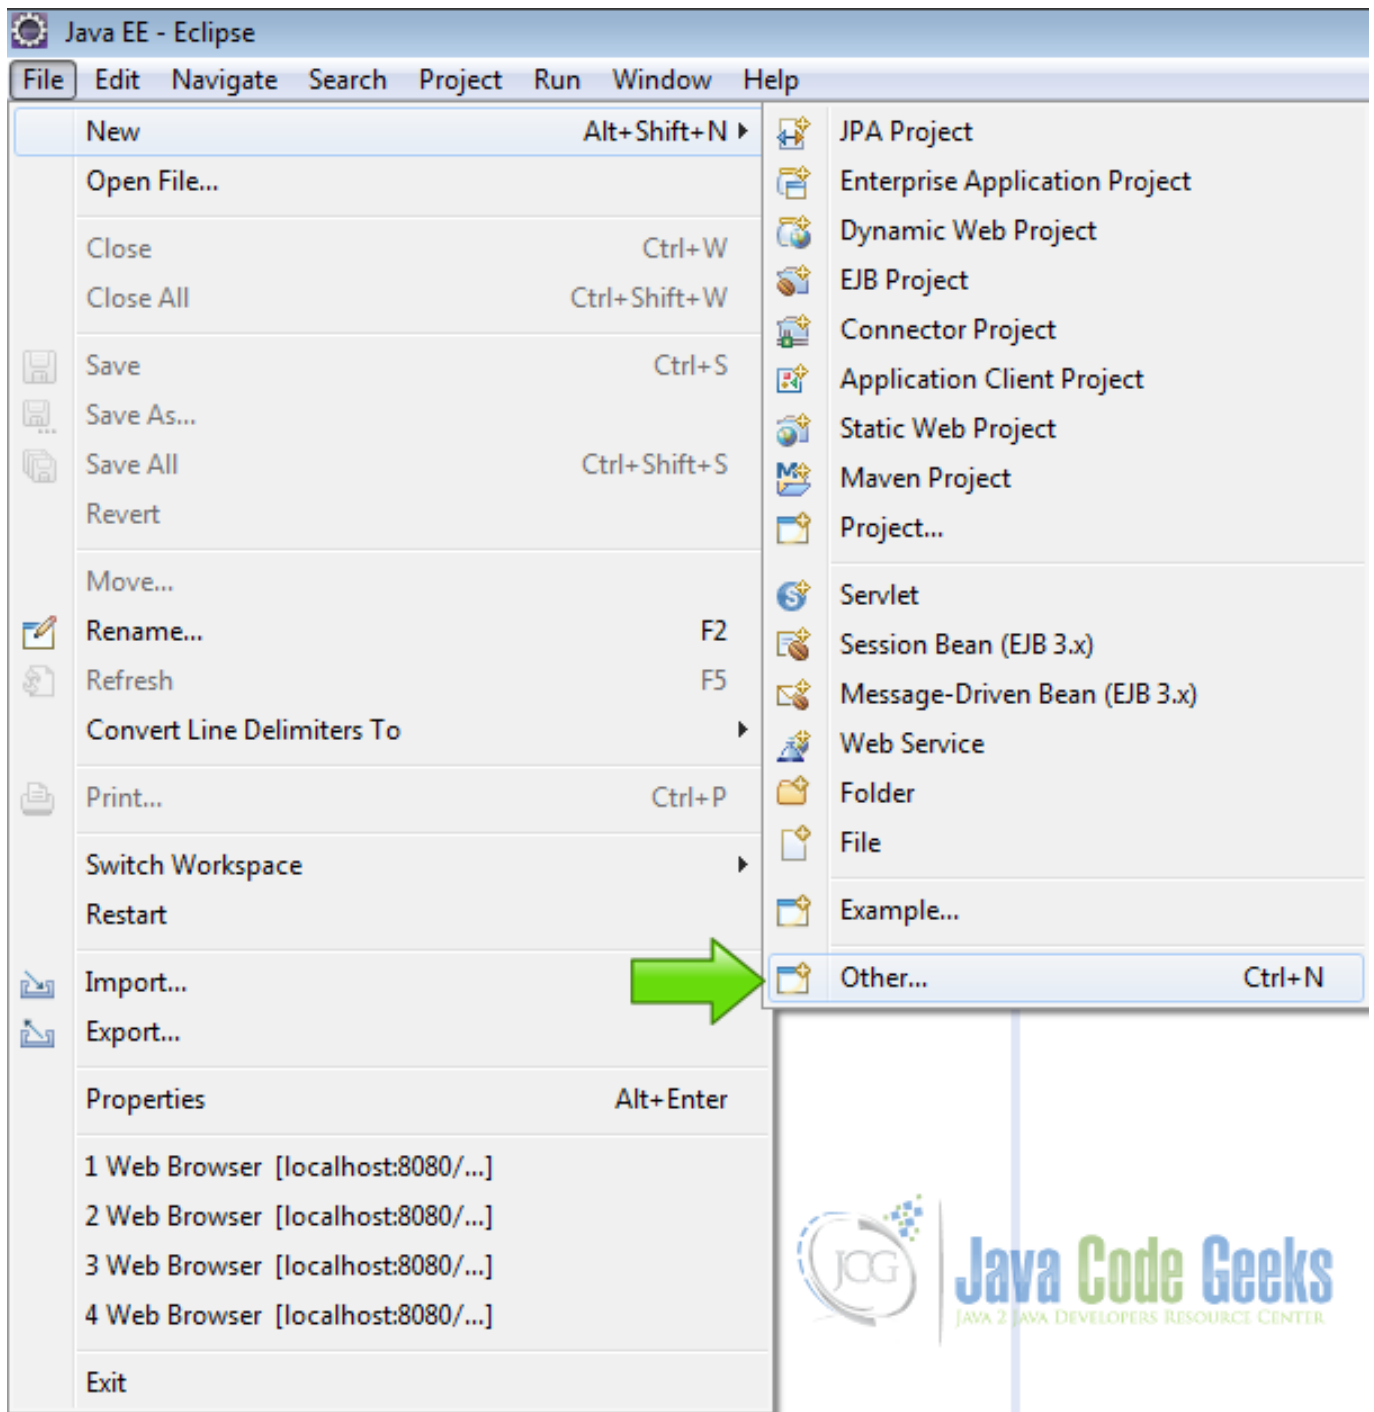 Java EE - Eclipse
File Edit Navigate Search Project Run Window Help
New Alt+Shift+N
Open File...
Close Ctrl+W
Close All Ctrl+Shift+W
Save Ctrl+S
Save As...
Save All Ctrl+Shift+S
Revert
Move...
Rename... F2
Refresh F5
Convert Line Delimiters To
Print... Ctrl+P
Switch Workspace
Restart
Import...
Export...
Properties Alt+Enter
1 Web Browser [localhost:8080/...]
2 Web Browser [localhost:8080/...]
3 Web Browser [localhost:8080/...]
4 Web Browser [localhost:8080/...]
Exit
JPA Project
Enterprise Application Project
Dynamic Web Project
EJB Project
Connector Project
Application Client Project
Static Web Project
Maven Project
Project...
Servlet
Session Bean (EJB 3.x)
Message-Driven Bean (EJB 3.x)
Web Service
Folder
File
Example...
Other... Ctrl+N
JCG
Java Code Geeks
JAVA 2 JAVA DEVELOPERS RESOURCE CENTER